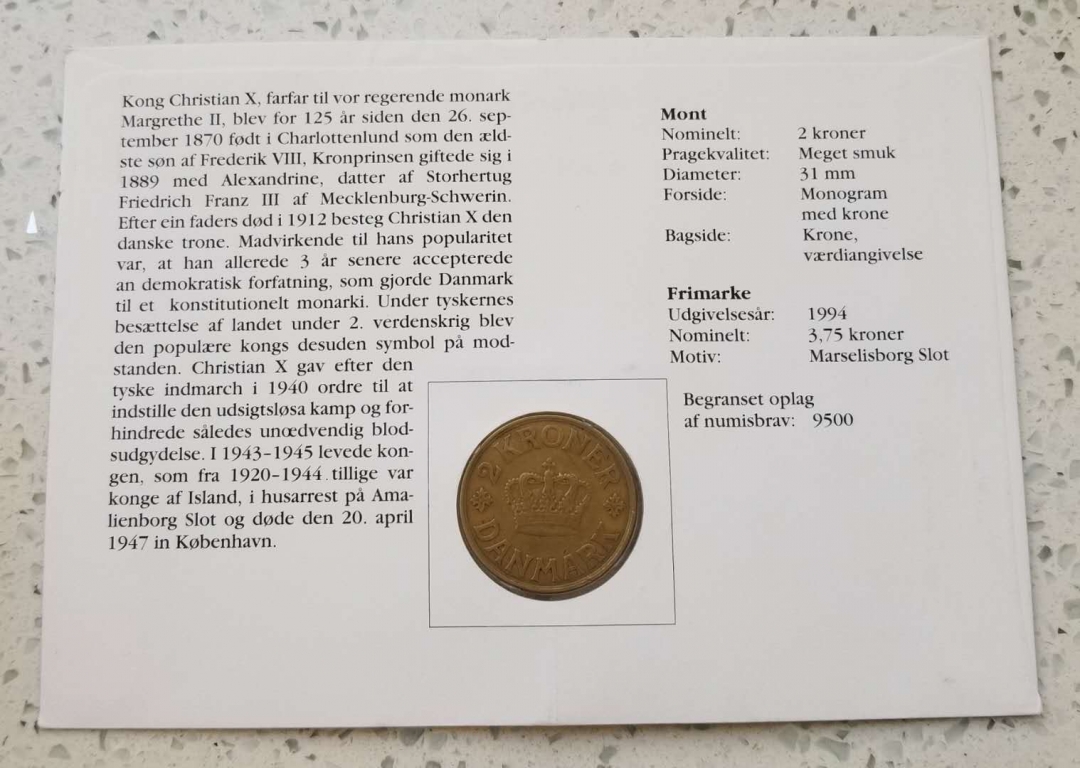 Kong Christian X, farfar til vor regerende monark
Margrethe II, blev for 125 år siden den 26. sep-
tember 1870 født i Charlottenlund som den æld-
ste søn af Frederik VIII, Kronprinsen giftede sig i
1889 med Alexandrine, datter af Storhertug
Friedrich Franz III af Mecklenburg-Schwerin.
Efter ein faders død i 1912 besteg Christian X den
danske trone. Madvirkende til hans popularitet
var, at han allerede 3 år senere accepterede
an demokratisk forfatning, som gjorde Danmark
til et konstitutionelt monarki. Under tyskernes
besættelse af landet under 2. verdenskrig blev
den populære kongs desuden symbol på mod-
standen. Christian X gav efter den
tyske indmarch i 1940 ordre til at
indstille den udsigtsløsa kamp og for-
hindrede således unœdvendig blod-
sudgydelse. I 1943-1945 levede kon-
gen, som fra 1920-1944 tillige var
konge af Island, i husarrest på Ama-
lienborg Slot og døde den 20. april
1947 in København.
Mont
Nominelt: 2 kroner
Pragekvalitet: Meget smuk
Diameter: 31 mm
Forside: Monogram
med krone
Bagside: Krone,
værdiangivelse
Frimarke
Udgivelsesår: 1994
Nominelt: 3,75 kroner
Motiv: Marselisborg Slot
Begranset oplag
af numisbrav: 9500
2 KRONER
DANMARK